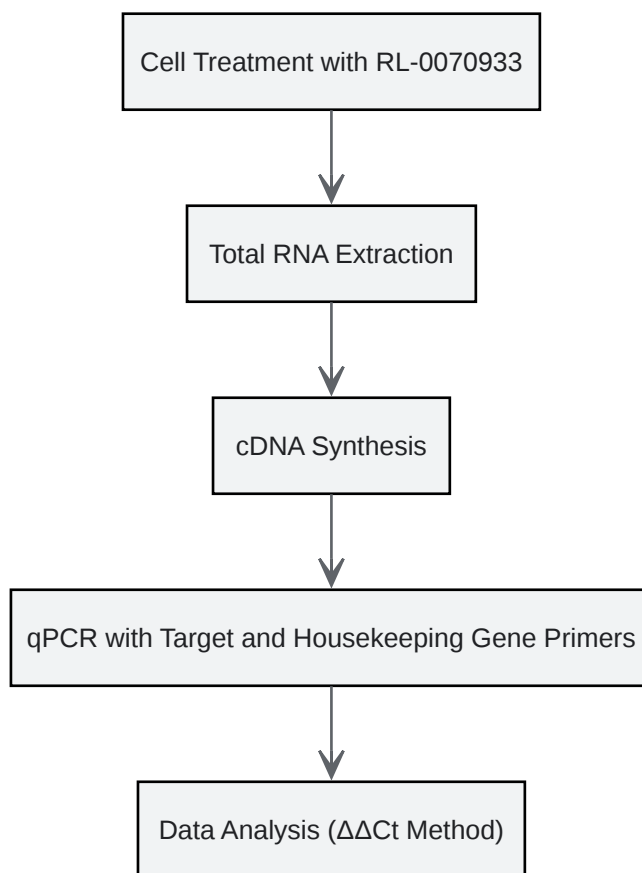 Cell Treatment with RL-0070933
Total RNA Extraction
cDNA Synthesis
qPCR with Target and Housekeeping Gene Primers
Data Analysis (ΔΔCt Method)